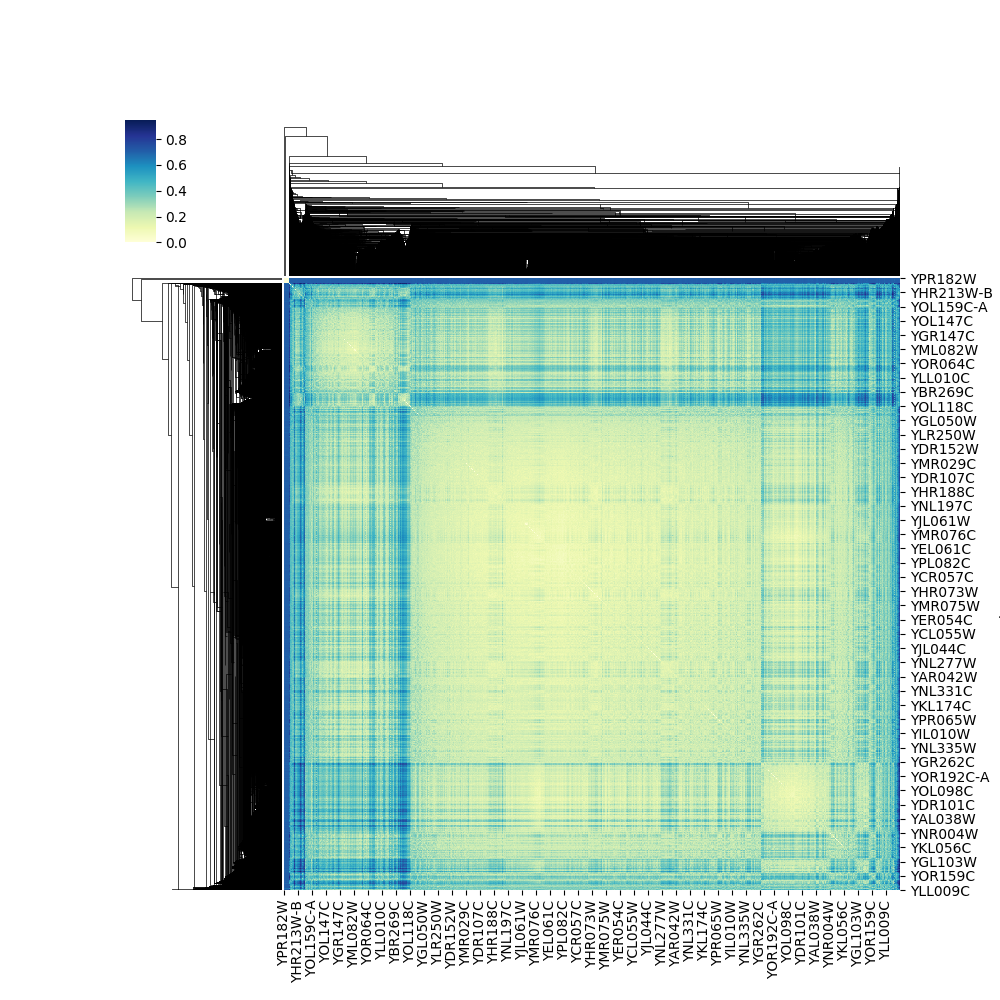 0.8
0.6
0.4
0.2
0.0
YPR182W
YHR213W-B
YOL159C-A
YOL147C
YGR147C
YML082W
YOR064C
YLL010C
YBR269C
YOL118C
YGL050W
YLR250W
YDR152W
YMR029C
YDR107C
YHR188C
YNL197C
YJL061W
YMR076C
YEL061C
YPL082C
YCR057C
YHR073W
YMR075W
YER054C
YCL055W
YJL044C
YNL277W
YAR042W
YNL331C
YKL174C
YPR065W
YIL010W
YNL335W
YGR262C
YOR192C-A
YOL098C
YDR101C
YAL038W
YNR004W
YKL056C
YGL103W
YOR159C
YLL009C
YPR182W
YHR213W-B
YOL159C-A
YOL147C
YGR147C
YML082W
YOR064C
YLL010C
YBR269C
YOL118C
YGL050W
YLR250W
YDR152W
YMR029C
YDR107C
YHR188C
YNL197C
YJL061W
YMR076C
YEL061C
YPL082C
YCR057C
YHR073W
YMR075W
YER054C
YCL055W
YJL044C
YNL277W
YAR042W
YNL331C
YKL174C
YPR065W
YIL010W
YNL335W
YGR262C
YOR192C-A
YOL098C
YDR101C
YAL038W
YNR004W
YKL056C
YGL103W
YOR159C
YLL009C